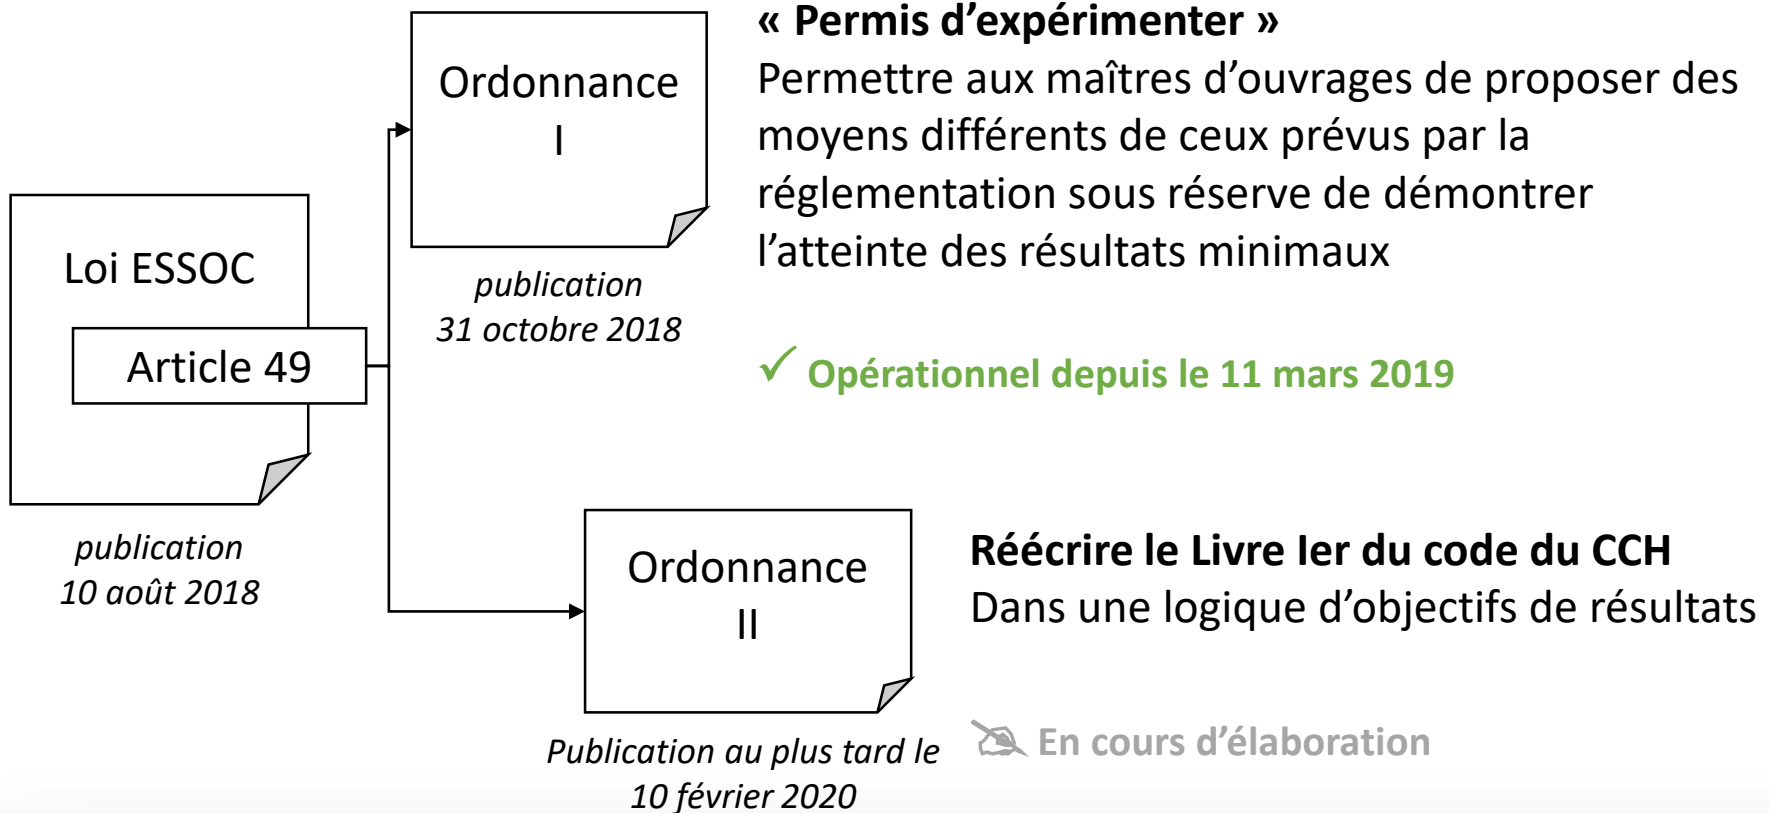 Loi ESSOC
Article 49
publication
10 août 2018
Ordonnance
I
publication
31 octobre 2018
« Permis d’expérimenter »
Permettre aux maîtres d’ouvrages de proposer des
moyens différents de ceux prévus par la
réglementation sous réserve de démontrer
l’atteinte des résultats minimaux
✓ Opérationnel depuis le 11 mars 2019
Ordonnance
II
Publication au plus tard le
10 février 2020
Réécrire le Livre Ier du code du CCH
Dans une logique d’objectifs de résultats
En cours d’élaboration